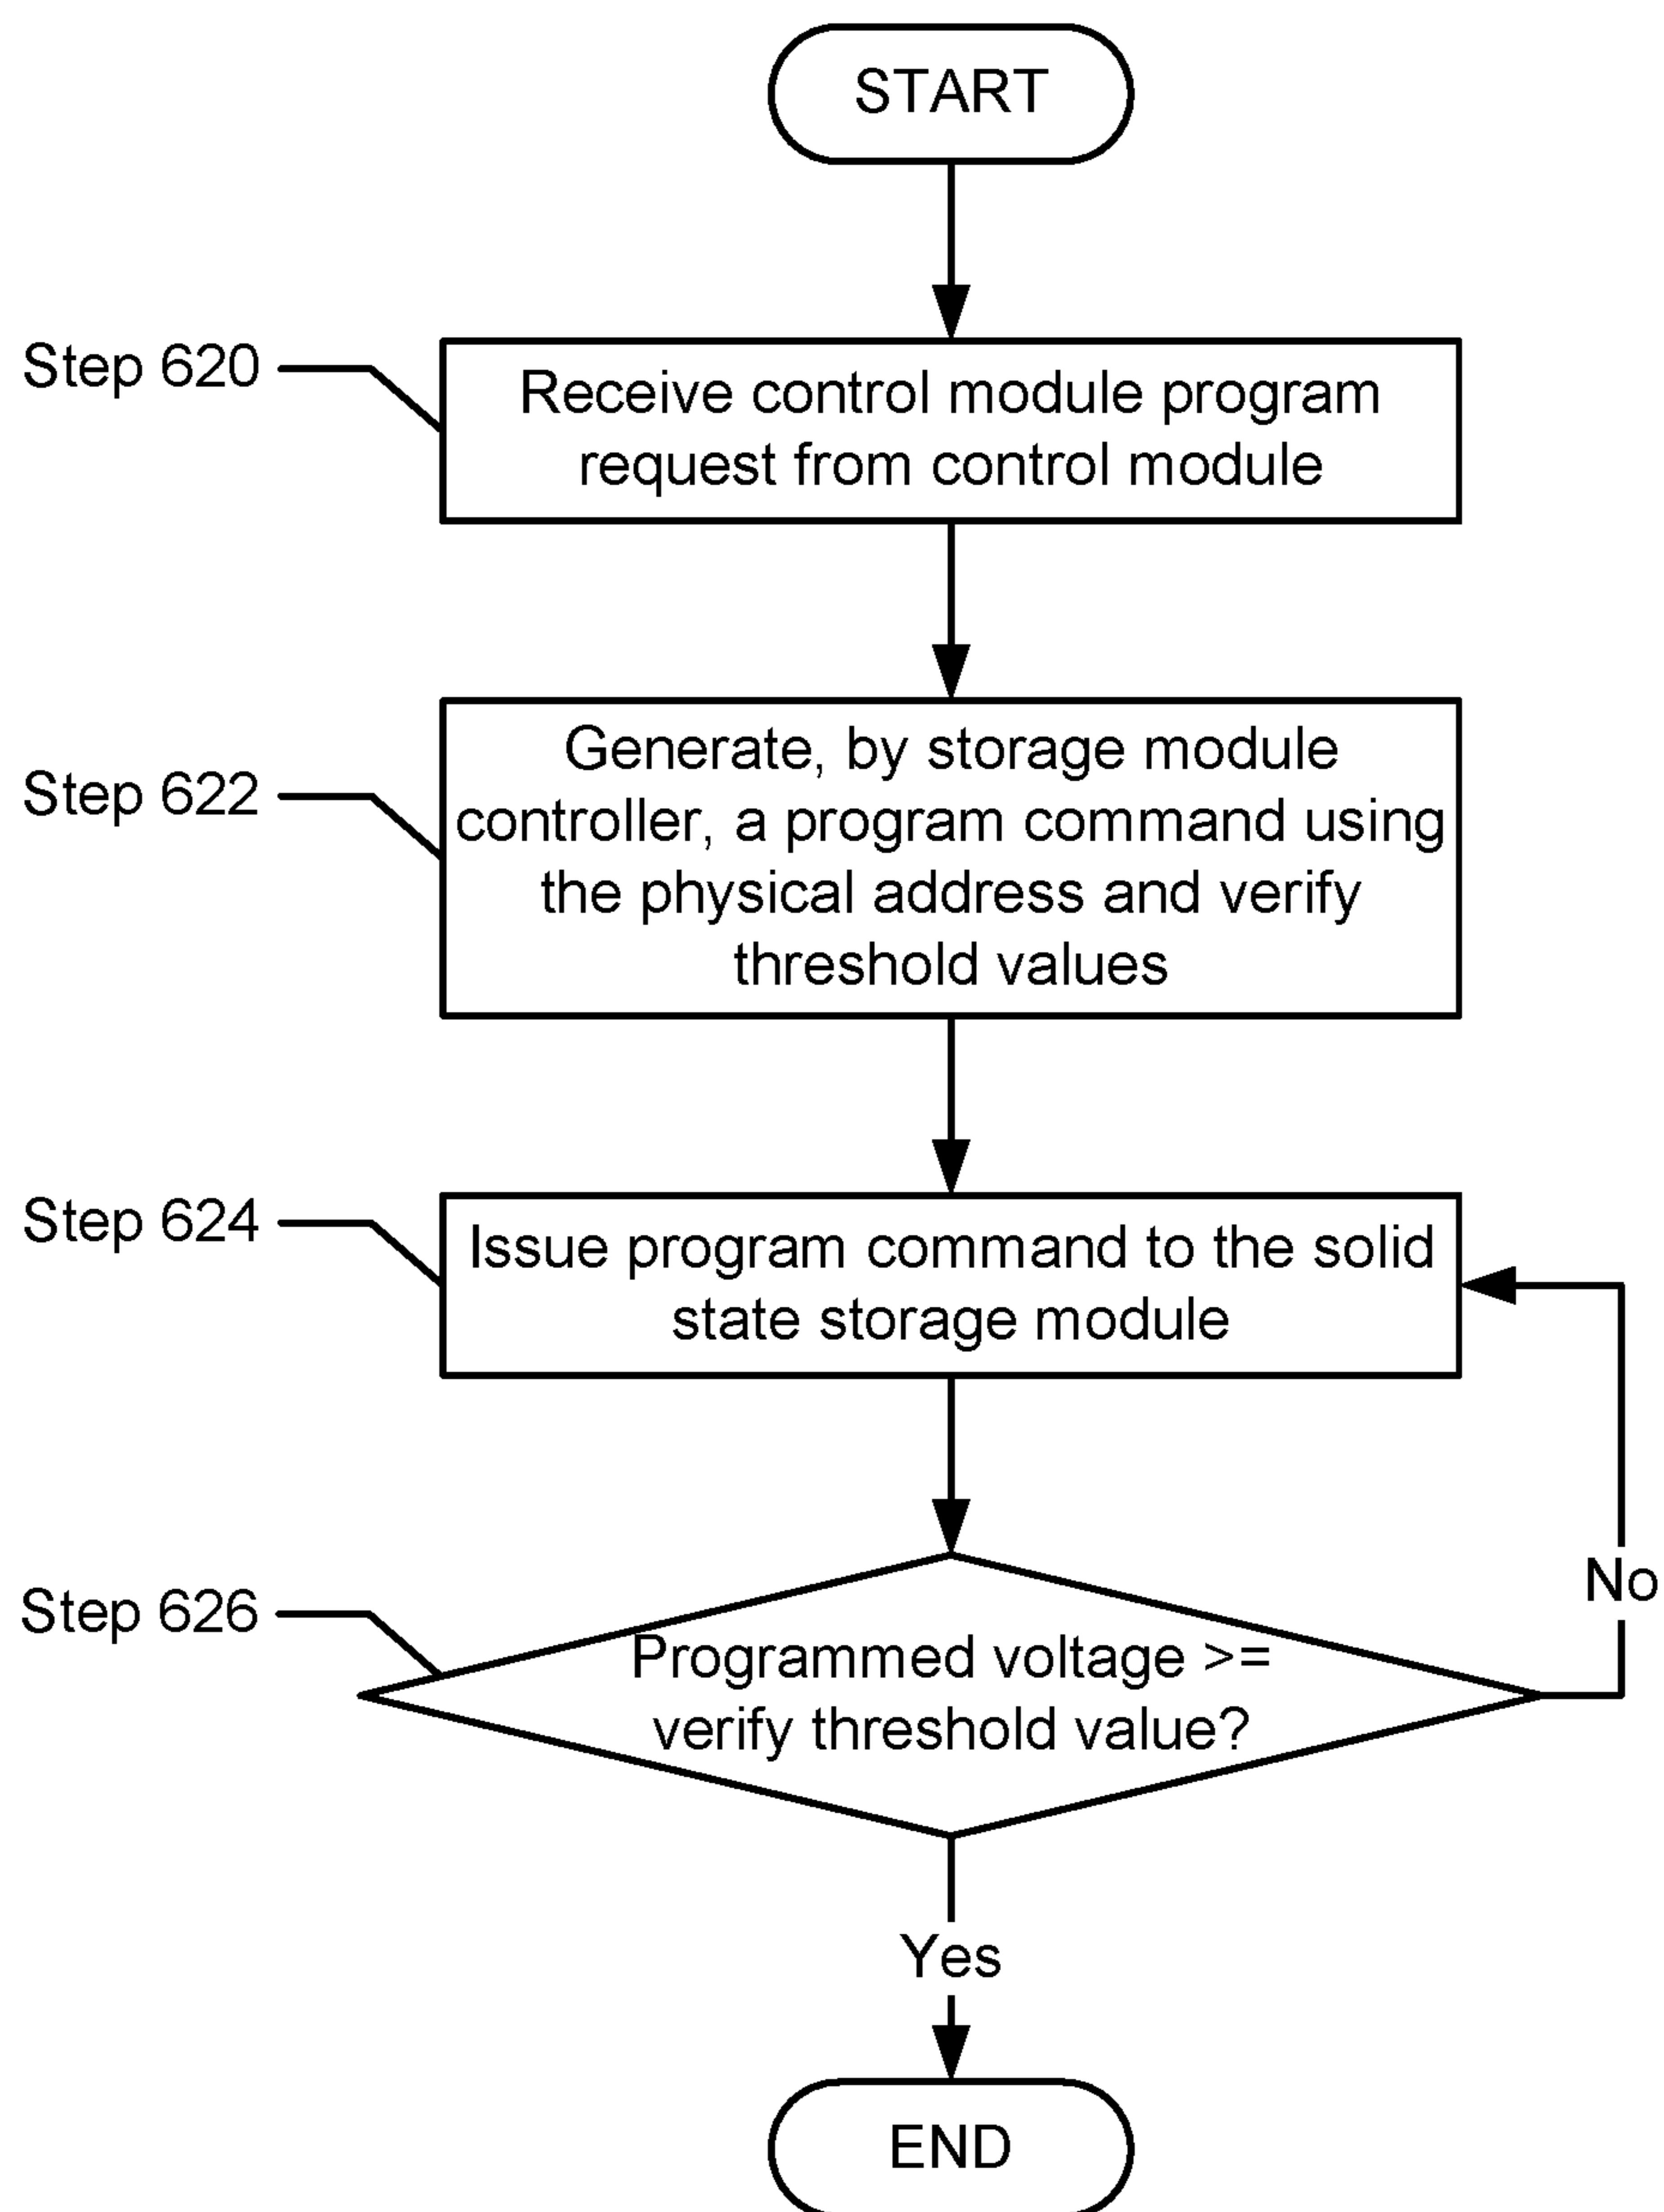 START
Step 620
Receive control module program
request from control module
Step 622
Generate, by storage module
controller, a program command using
the physical address and verify
threshold values
Step 624
Issue program command to the solid
state storage module
Step 626
Programmed voltage >=
verify threshold value?
No
Yes
END